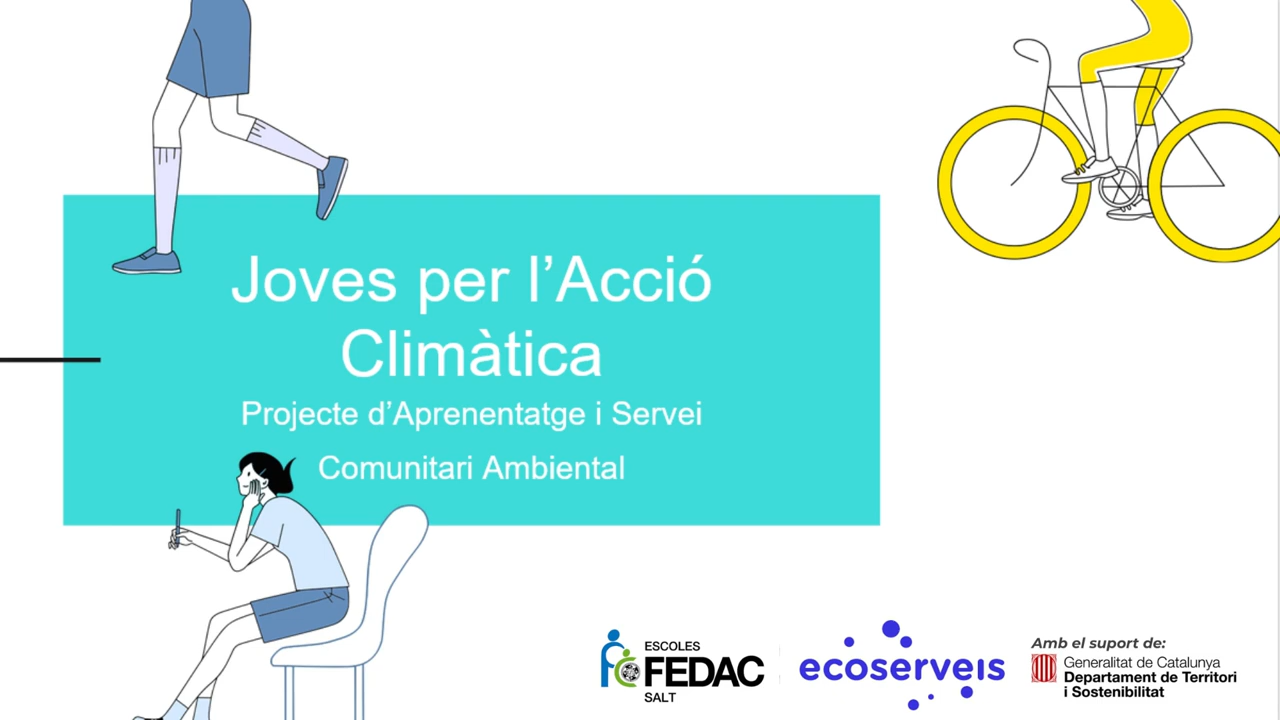 Joves per l’Acció
Climàtica
Projecte d’Aprenentatge i Servei
Comunitari Ambiental
ESCOLES
FEDAC
SALT
ecoserveis
Amb el suport de:
Generalitat de Catalunya
Departament de Territori
i Sostenibilitat